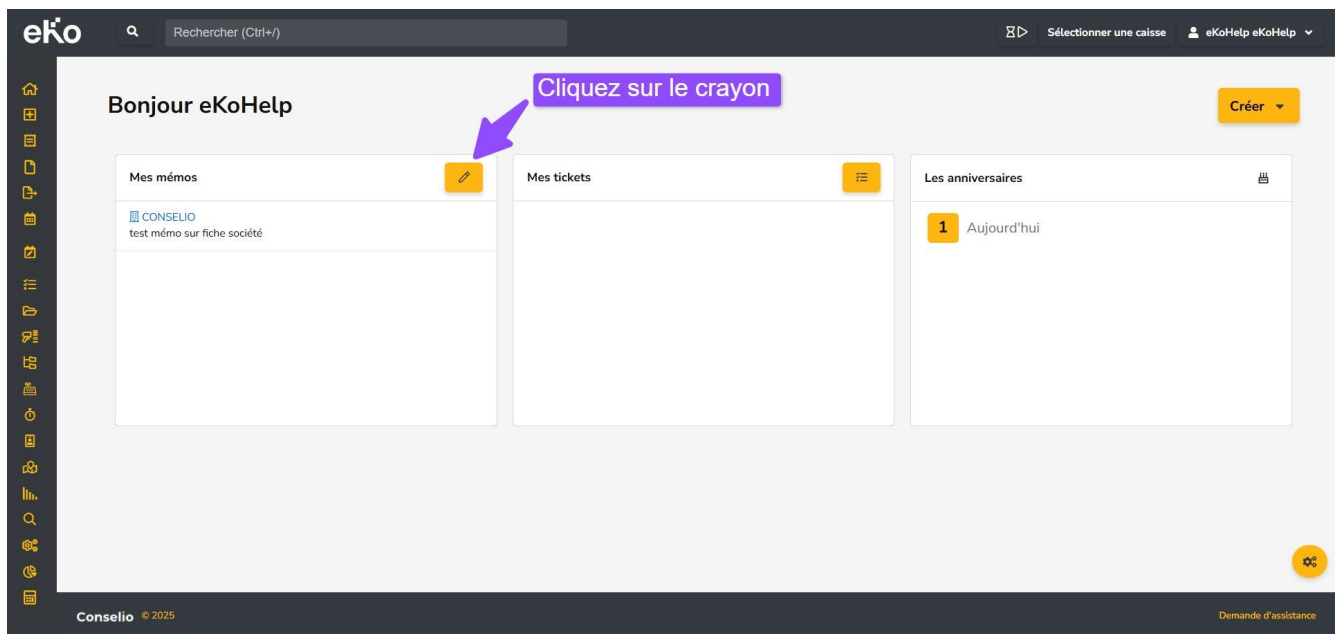 eKo
Rechercher (Ctrl+/)
Sélectionner une caisse
eKoHelp eKoHelp
Cliquez sur le crayon
Bonjour eKoHelp
Créer
Mes mémos
Mes tickets
Les anniversaires
CONSELIO
test mémo sur fiche société
1 Aujourd'hui
Conselio © 2025
Demande d'assistance